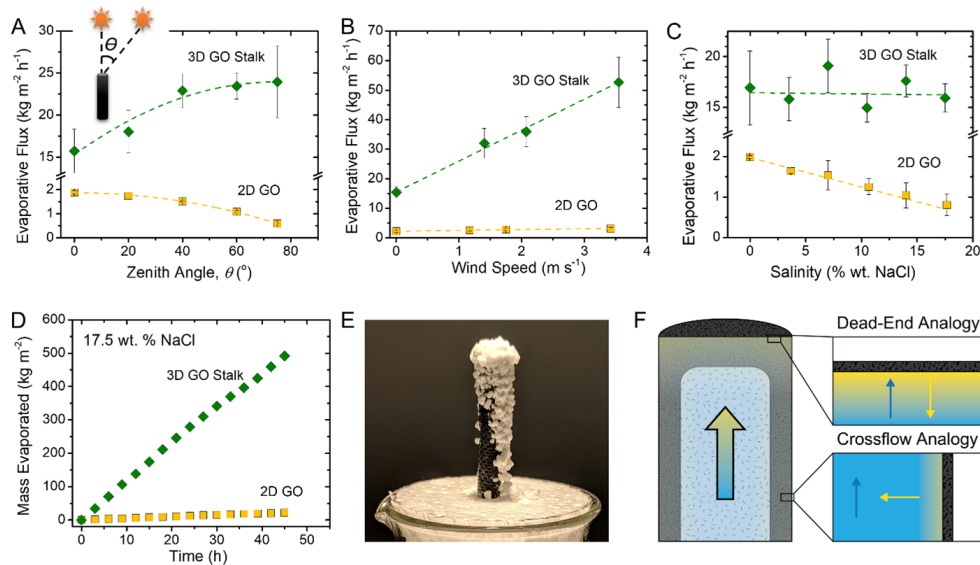 A
θ
30
25
20
15
2
1
0
Evaporative Flux (kg m⁻² h⁻¹)
3D GO Stalk
2D GO
0 20 40 60 80
Zenith Angle, θ (°)
B
70
60
50
40
30
20
10
0
Evaporative Flux (kg m⁻² h⁻¹)
3D GO Stalk
2D GO
0 1 2 3 4
Wind Speed (m s⁻¹)
C
20
15
2
1
0
Evaporative Flux (kg m⁻² h⁻¹)
3D GO Stalk
2D GO
0 5 10 15 20
Salinity (% wt. NaCl)
D
600
500
400
300
200
100
0
Mass Evaporated (kg m⁻²)
17.5 wt. % NaCl
3D GO Stalk
2D GO
0 10 20 30 40 50
Time (h)
E
F
Dead-End Analogy
Crossflow Analogy